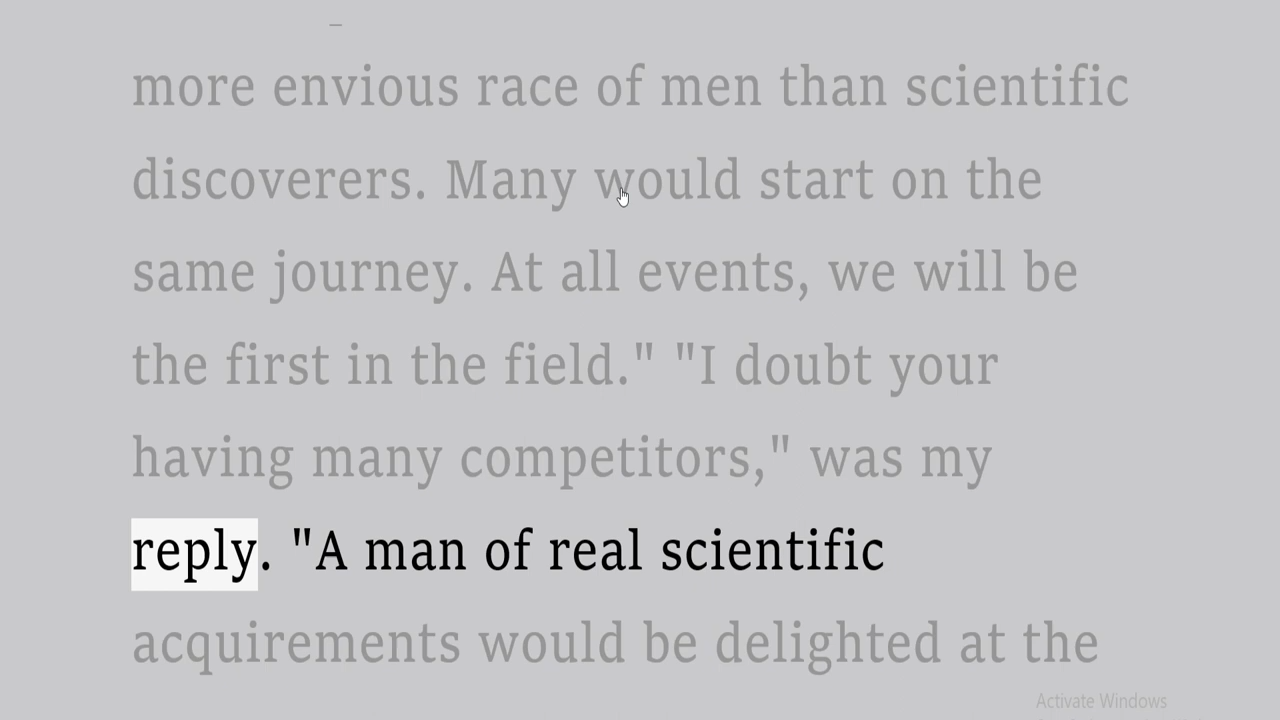 more envious race of men than scientific
discoverers. Many would start on the
same journey. At all events, we will be
the first in the field." "I doubt your
having many competitors," was my
reply. "A man of real scientific
acquirements would be delighted at the
Activate Windows